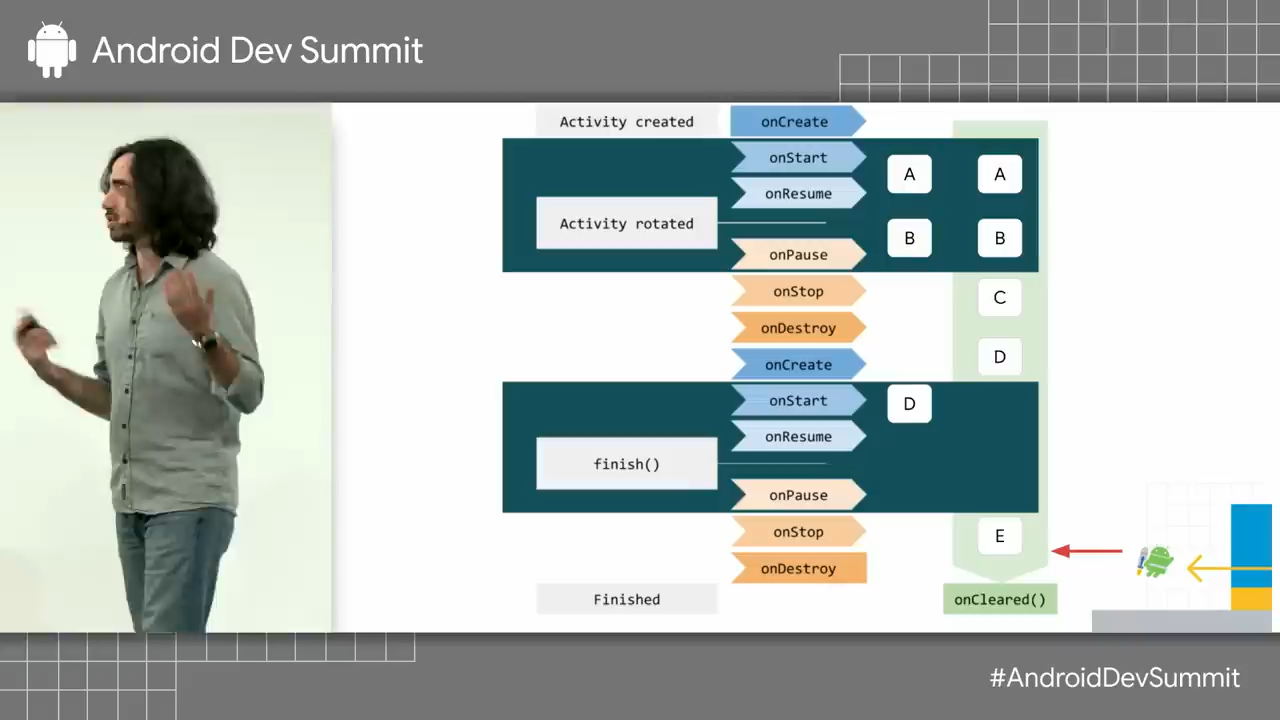 Android Dev Summit
Activity created
onCreate
onStart
A
A
onResume
Activity rotated
B
B
onPause
onStop
C
onDestroy
D
onCreate
onStart
D
onResume
finish()
onPause
onStop
E
onDestroy
Finished
onCleared()
#AndroidDevSummit